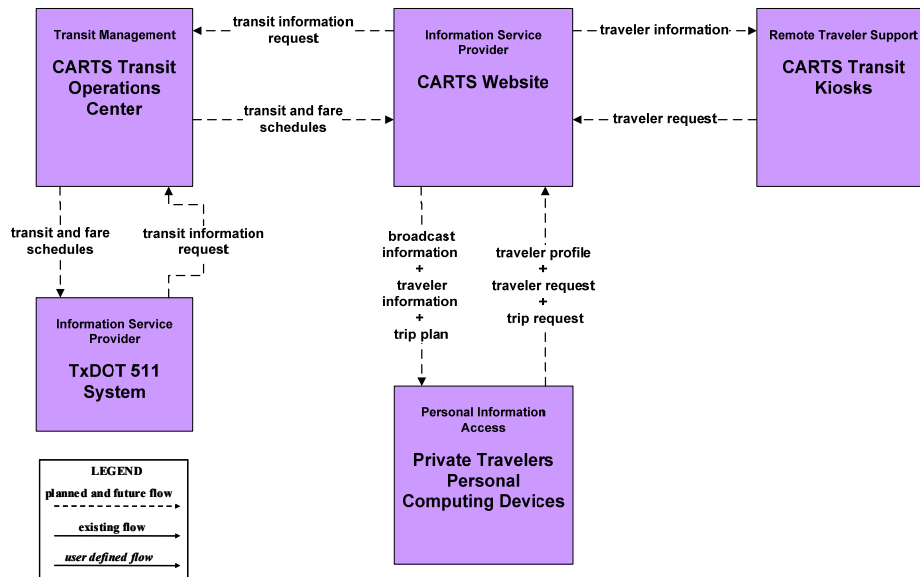 Transit Management
CARTS Transit
Operations
Center
transit information
request
Information Service
Provider
CARTS Website
traveler information
Remote Traveler Support
CARTS Transit
Kiosks
transit and fare
schedules
traveler request
transit and fare
schedules
transit information
request
broadcast
information
+
traveler
information
+
trip plan
traveler profile
+
traveler request
+
trip request
Information Service
Provider
TxDOT 511
System
Personal Information
Access
Private Travelers
Personal
Computing Devices
LEGEND
planned and future flow
existing flow
user defined flow